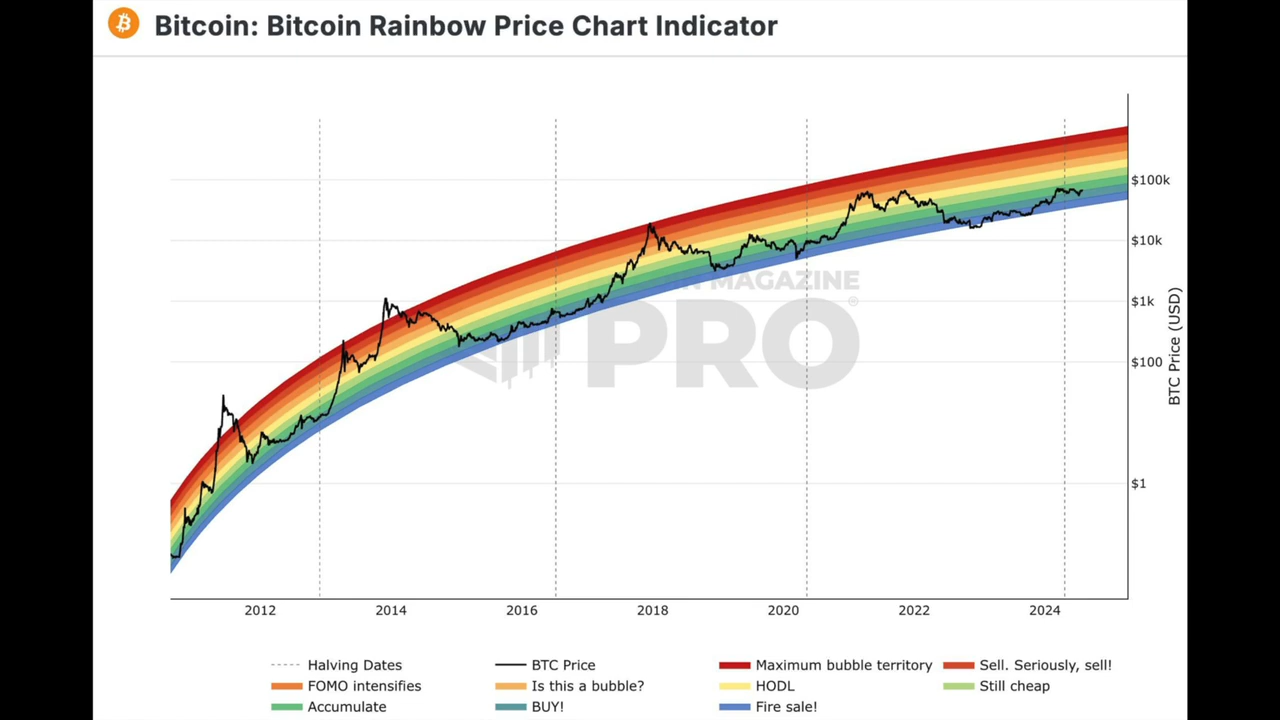 Bitcoin: Bitcoin Rainbow Price Chart Indicator
$100k
$10k
MAGAZINE
$1k
PRO®
$100
BTC Price (USD)
$1
2012 2014 2016 2018 2020 2022 2024
Halving Dates BTC Price Maximum bubble territory Sell. Seriously, sell!
FOMO intensifies Is this a bubble? HODL Still cheap
Accumulate BUY! Fire sale!